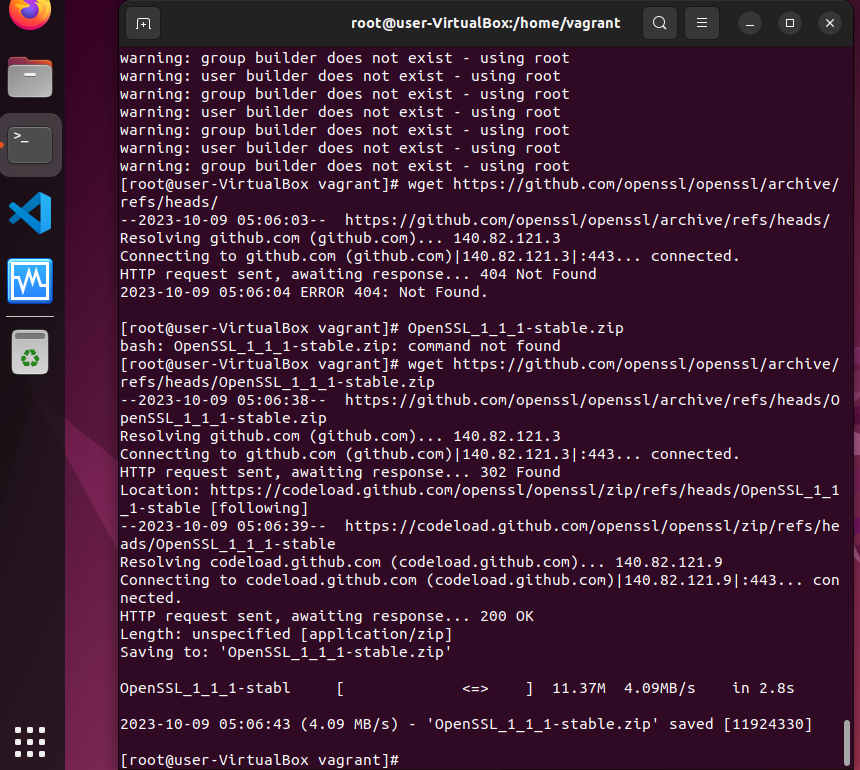 root@user-VirtualBox:/home/vagrant
warning: group builder does not exist - using root
warning: user builder does not exist - using root
warning: group builder does not exist - using root
warning: user builder does not exist - using root
warning: group builder does not exist - using root
warning: user builder does not exist - using root
warning: group builder does not exist - using root
[root@user-VirtualBox vagrant]# wget https://github.com/openssl/openssl/archive/
refs/heads/
--2023-10-09 05:06:03--  https://github.com/openssl/openssl/archive/refs/heads/
Resolving github.com (github.com)... 140.82.121.3
Connecting to github.com (github.com)|140.82.121.3|:443... connected.
HTTP request sent, awaiting response... 404 Not Found
2023-10-09 05:06:04 ERROR 404: Not Found.
[root@user-VirtualBox vagrant]# OpenSSL_1_1_1-stable.zip
bash: OpenSSL_1_1_1-stable.zip: command not found
[root@user-VirtualBox vagrant]# wget https://github.com/openssl/openssl/archive/
refs/heads/OpenSSL_1_1_1-stable.zip
--2023-10-09 05:06:38--  https://github.com/openssl/openssl/archive/refs/heads/O
penSSL_1_1_1-stable.zip
Resolving github.com (github.com)... 140.82.121.3
Connecting to github.com (github.com)|140.82.121.3|:443... connected.
HTTP request sent, awaiting response... 302 Found
Location: https://codeload.github.com/openssl/openssl/zip/refs/heads/OpenSSL_1_1
_1-stable [following]
--2023-10-09 05:06:39--  https://codeload.github.com/openssl/openssl/zip/refs/he
ads/OpenSSL_1_1_1-stable
Resolving codeload.github.com (codeload.github.com)... 140.82.121.9
Connecting to codeload.github.com (codeload.github.com)|140.82.121.9|:443... con
nected.
HTTP request sent, awaiting response... 200 OK
Length: unspecified [application/zip]
Saving to: 'OpenSSL_1_1_1-stable.zip'
OpenSSL_1_1_1-stabl     [             <=>    ]  11.37M  4.09MB/s    in 2.8s
2023-10-09 05:06:43 (4.09 MB/s) - 'OpenSSL_1_1_1-stable.zip' saved [11924330]
[root@user-VirtualBox vagrant]#